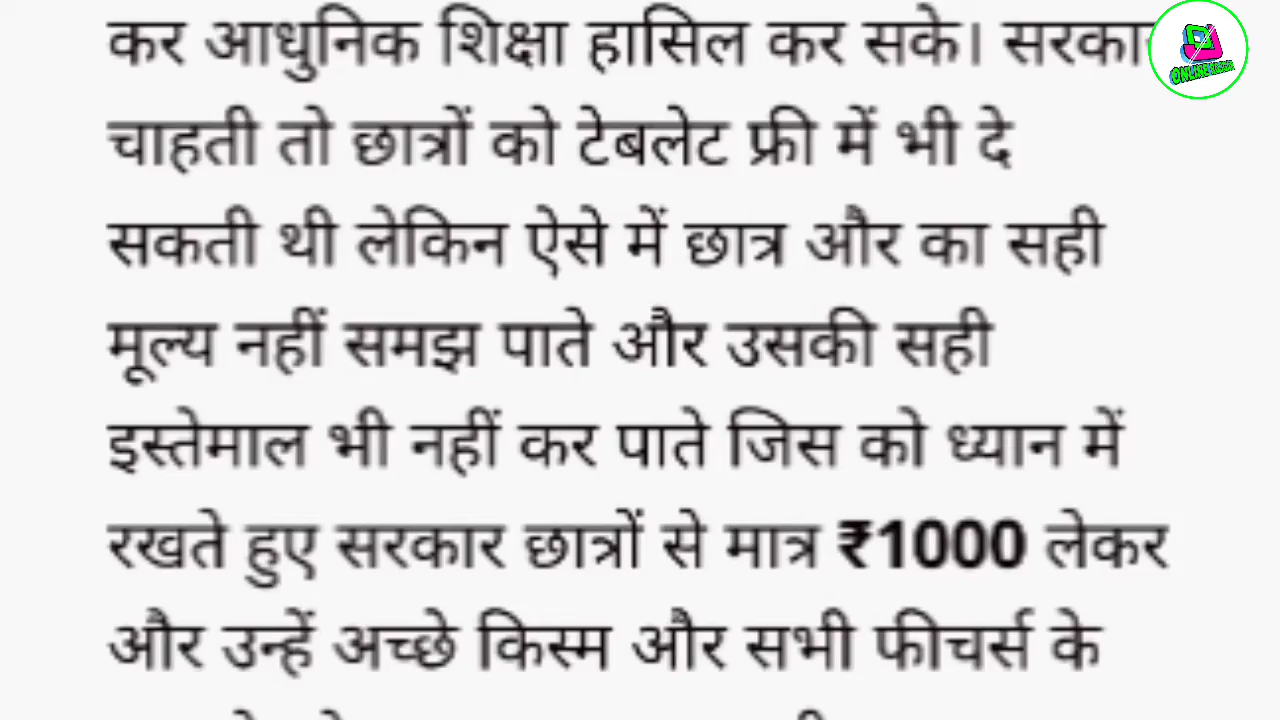 कर आधुनिक शिक्षा हासिल कर सके। सरकार
चाहती तो छात्रों को टेबलेट फ्री में भी दे
सकती थी लेकिन ऐसे में छात्र और का सही
मूल्य नहीं समझ पाते और उसकी सही
इस्तेमाल भी नहीं कर पाते जिस को ध्यान में
रखते हुए सरकार छात्रों से मात्र ₹1000 लेकर
और उन्हें अच्छे किस्म और सभी फीचर्स के
ONLINE